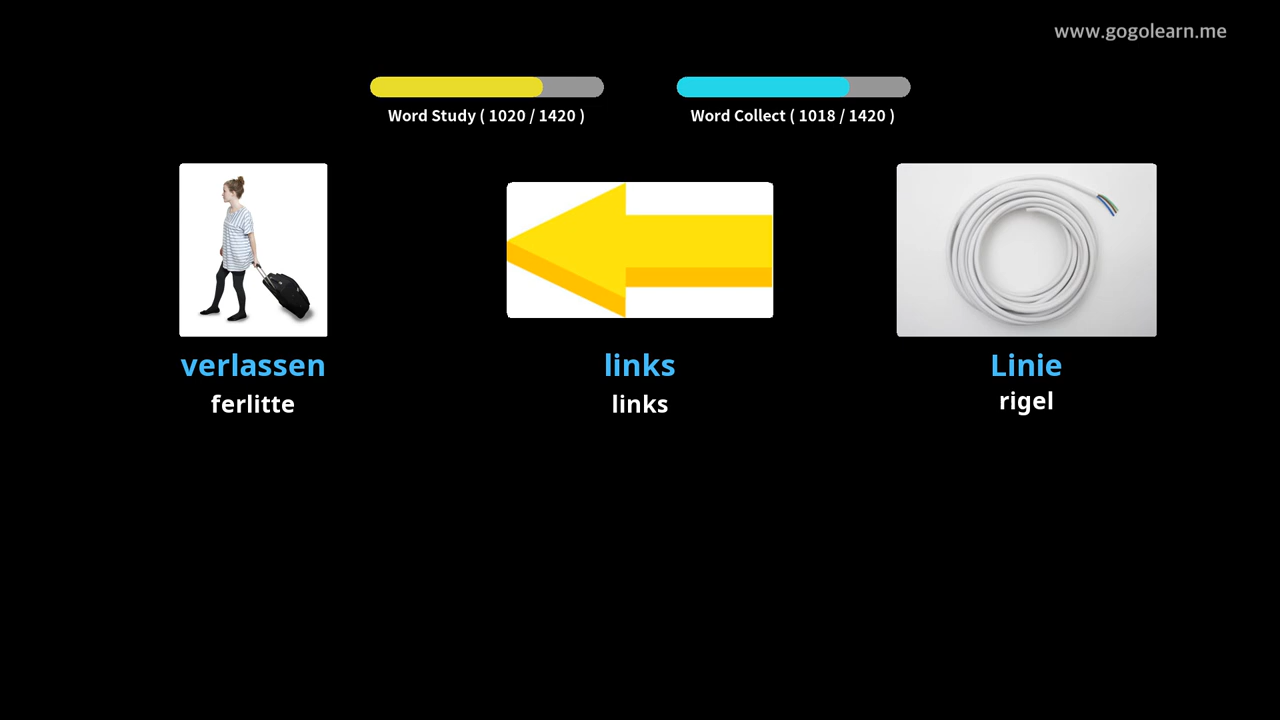 www.gogolearn.me
Word Study ( 1020 / 1420 )
Word Collect ( 1018 / 1420 )
verlassen
ferlitte
links
links
Linie
rigel